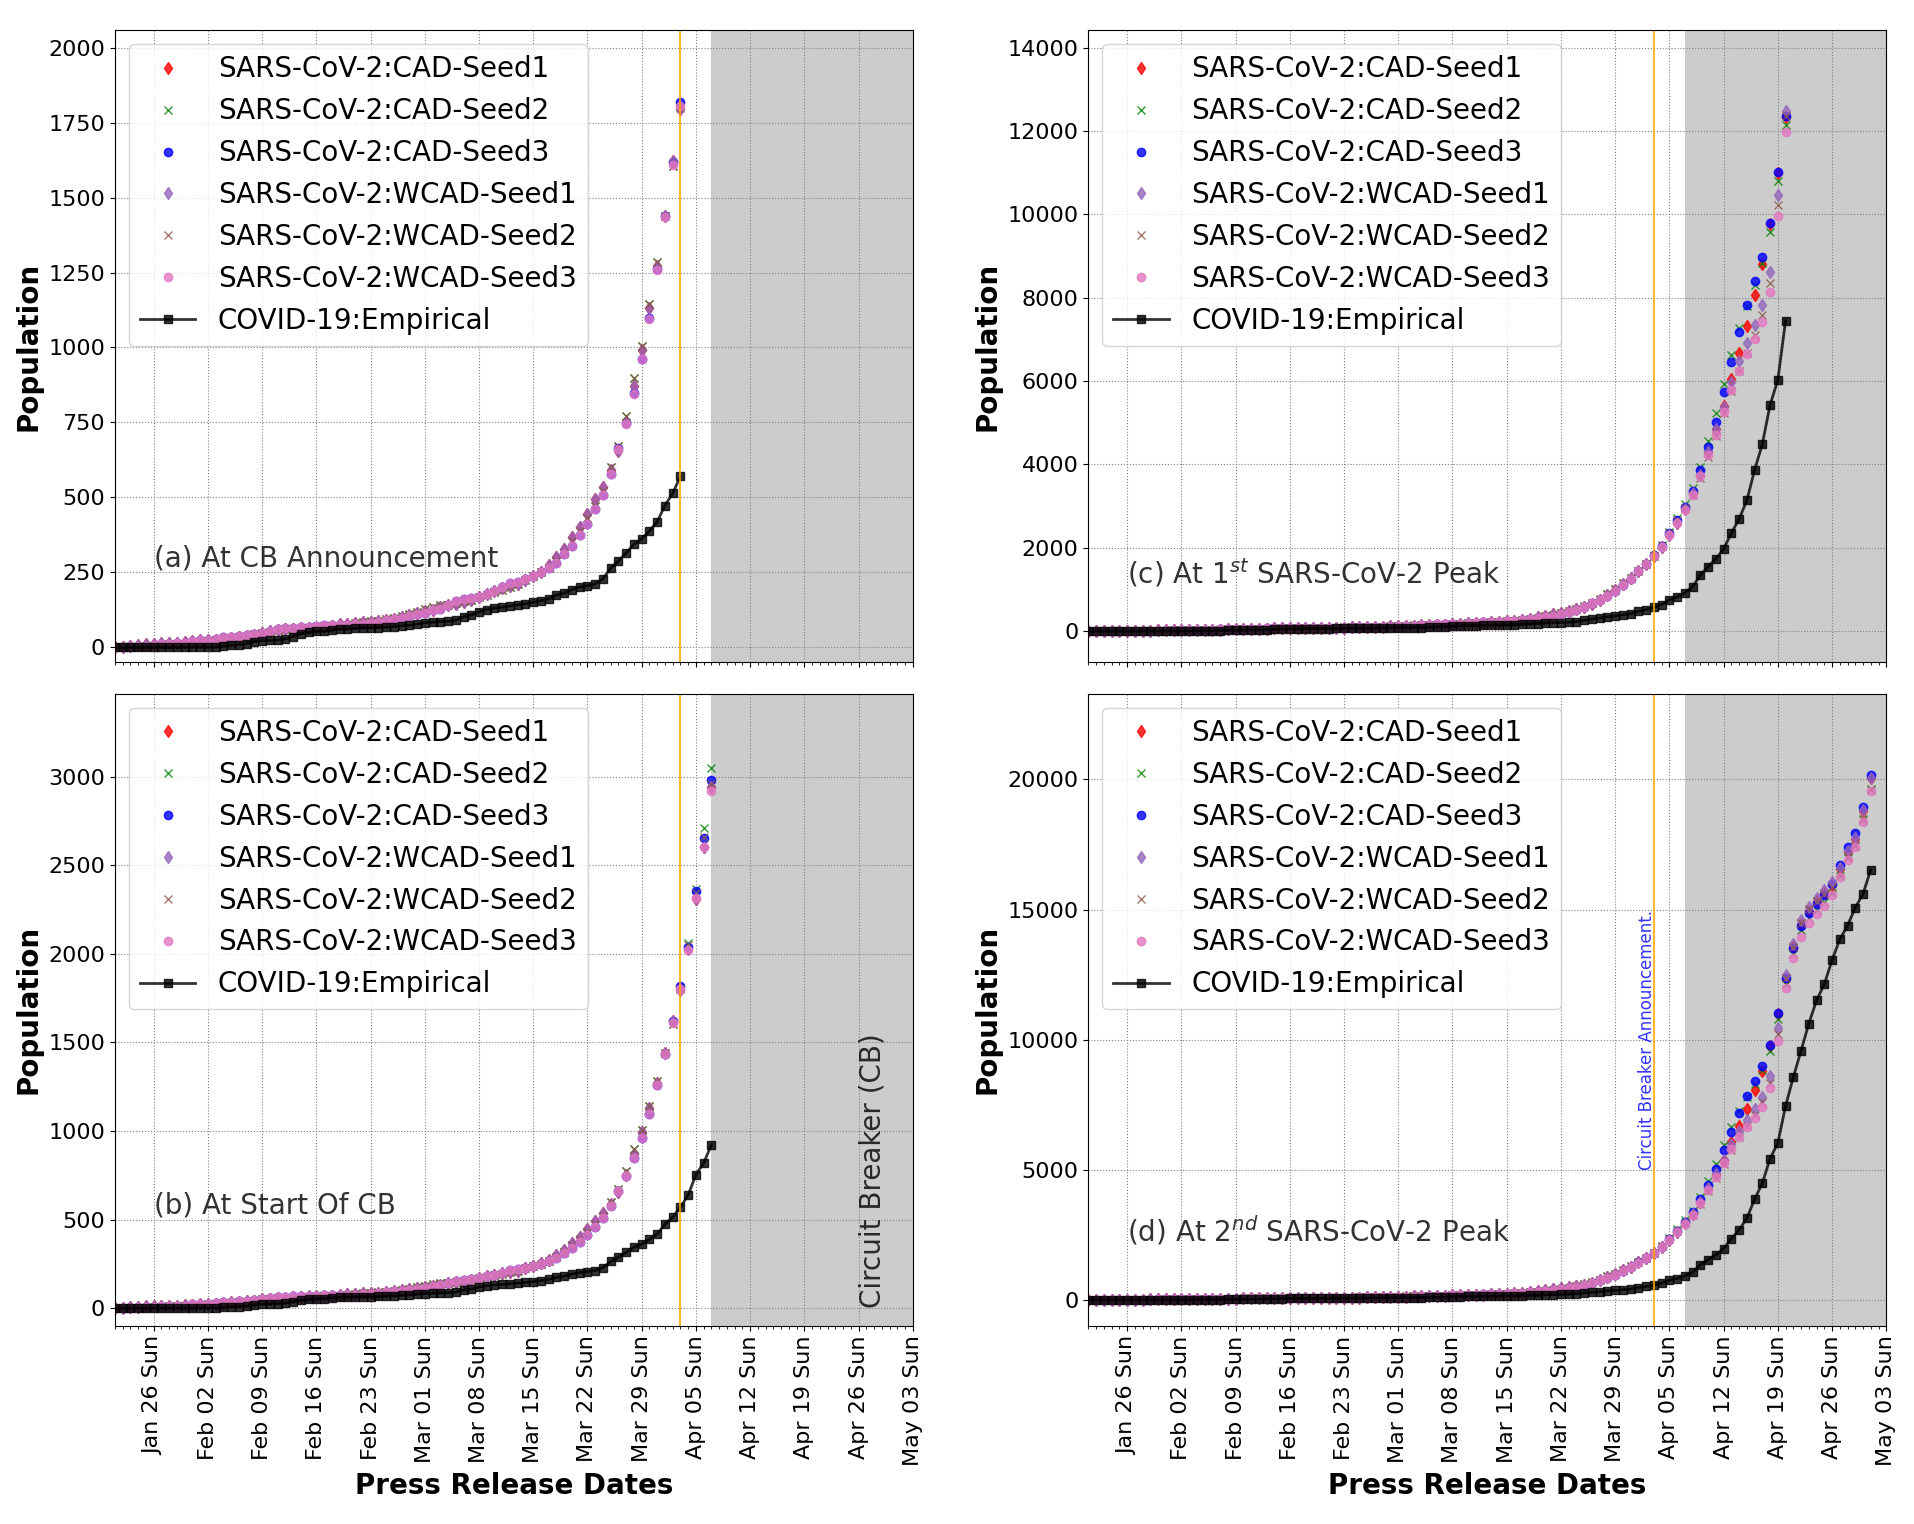 2000
1750
1500
1250
1000
750
500
250
0
Population
SARS-CoV-2:CAD-Seed1
SARS-CoV-2:CAD-Seed2
SARS-CoV-2:CAD-Seed3
SARS-CoV-2:WCAD-Seed1
SARS-CoV-2:WCAD-Seed2
SARS-CoV-2:WCAD-Seed3
COVID-19:Empirical
(a) At CB Announcement
14000
12000
10000
8000
6000
4000
2000
0
Population
SARS-CoV-2:CAD-Seed1
SARS-CoV-2:CAD-Seed2
SARS-CoV-2:CAD-Seed3
SARS-CoV-2:WCAD-Seed1
SARS-CoV-2:WCAD-Seed2
SARS-CoV-2:WCAD-Seed3
COVID-19:Empirical
(c) At 1st SARS-CoV-2 Peak
3000
2500
2000
1500
1000
500
0
Population
SARS-CoV-2:CAD-Seed1
SARS-CoV-2:CAD-Seed2
SARS-CoV-2:CAD-Seed3
SARS-CoV-2:WCAD-Seed1
SARS-CoV-2:WCAD-Seed2
SARS-CoV-2:WCAD-Seed3
COVID-19:Empirical
(b) At Start Of CB
Circuit Breaker (CB)
Jan 26 Sun
Feb 02 Sun
Feb 09 Sun
Feb 16 Sun
Feb 23 Sun
Mar 01 Sun
Mar 08 Sun
Mar 15 Sun
Mar 22 Sun
Mar 29 Sun
Apr 05 Sun
Apr 12 Sun
Apr 19 Sun
Apr 26 Sun
May 03 Sun
Press Release Dates
20000
15000
10000
5000
0
Population
SARS-CoV-2:CAD-Seed1
SARS-CoV-2:CAD-Seed2
SARS-CoV-2:CAD-Seed3
SARS-CoV-2:WCAD-Seed1
SARS-CoV-2:WCAD-Seed2
SARS-CoV-2:WCAD-Seed3
COVID-19:Empirical
Circuit Breaker Announcement.
(d) At 2nd SARS-CoV-2 Peak
Jan 26 Sun
Feb 02 Sun
Feb 09 Sun
Feb 16 Sun
Feb 23 Sun
Mar 01 Sun
Mar 08 Sun
Mar 15 Sun
Mar 22 Sun
Mar 29 Sun
Apr 05 Sun
Apr 12 Sun
Apr 19 Sun
Apr 26 Sun
May 03 Sun
Press Release Dates